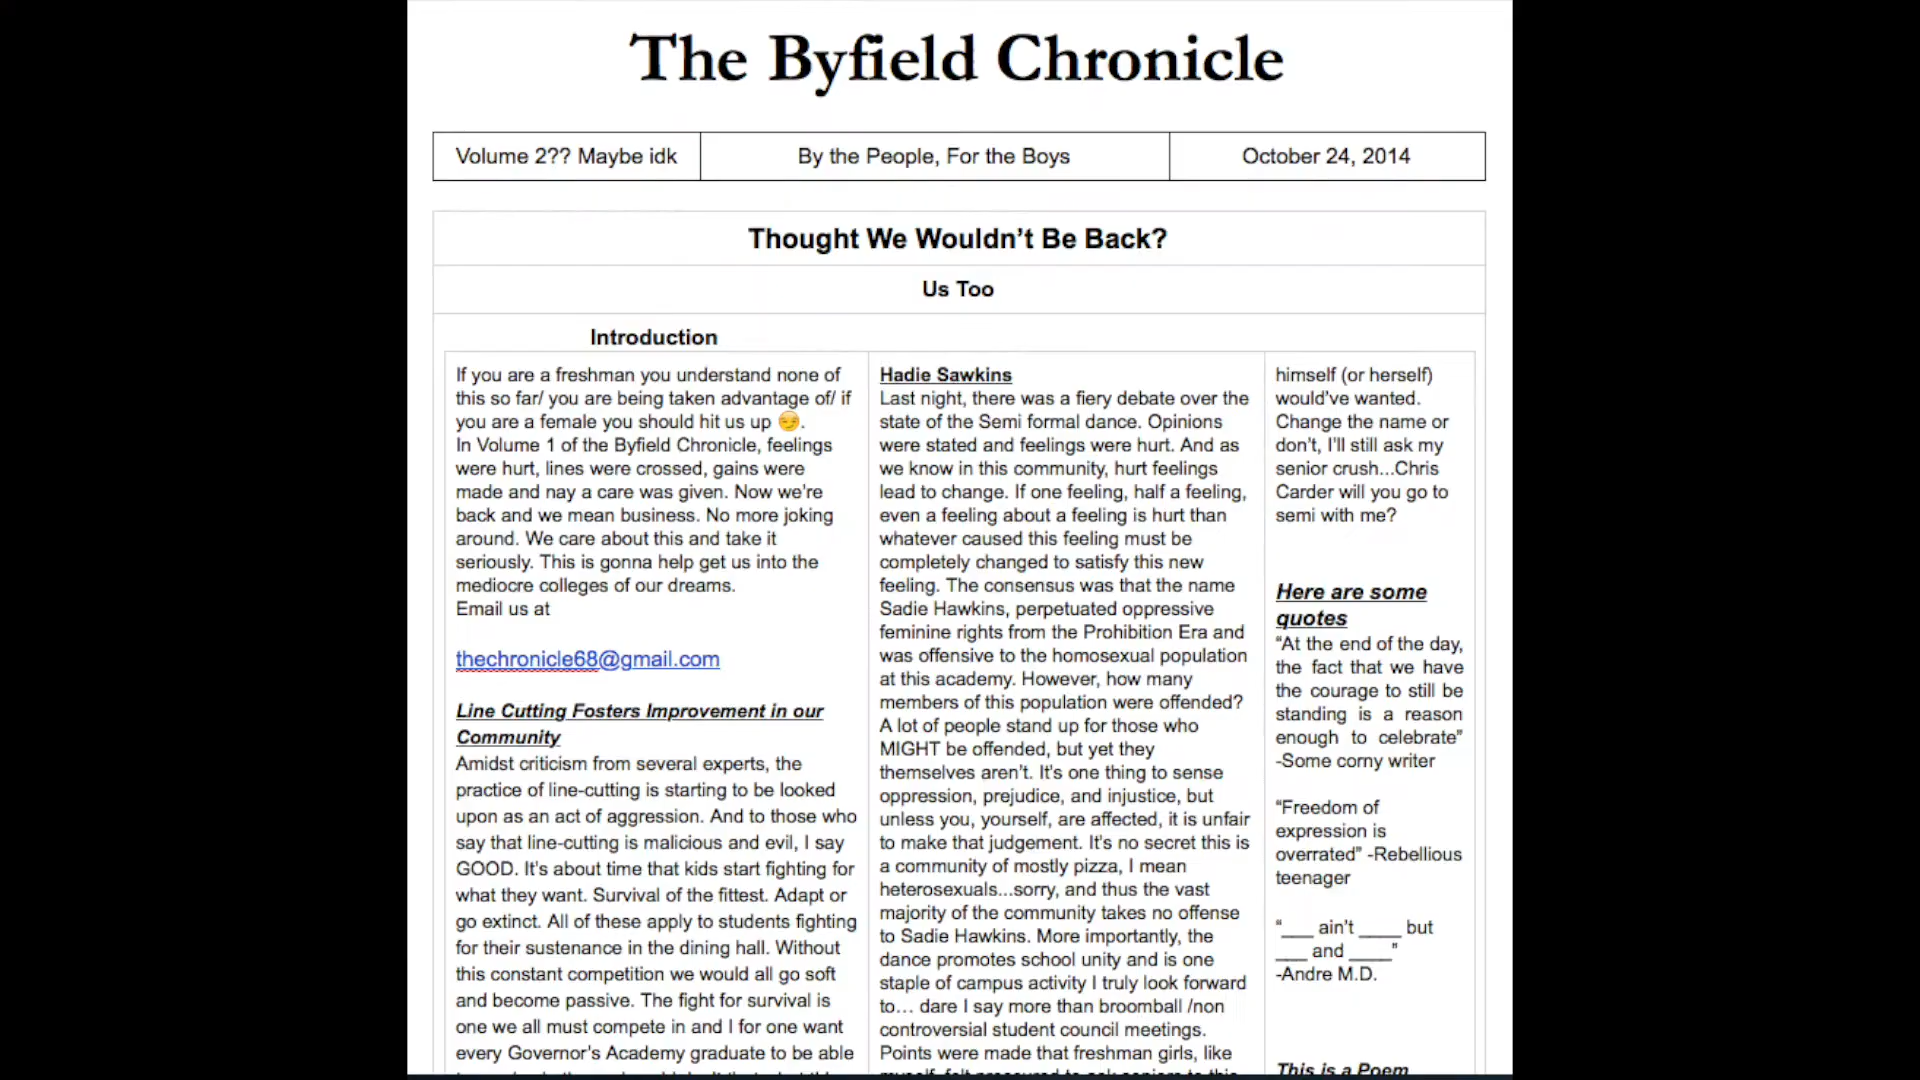 The Byfield Chronicle
Volume 2?? Maybe idk
By the People, For the Boys
October 24, 2014
Thought We Wouldn’t Be Back?
Us Too
Introduction
If you are a freshman you understand none of
this so far/ you are being taken advantage of/ if
you are a female you should hit us up 😏.
In Volume 1 of the Byfield Chronicle, feelings
were hurt, lines were crossed, gains were
made and nay a care was given. Now we’re
back and we mean business. No more joking
around. We care about this and take it
seriously. This is gonna help get us into the
mediocre colleges of our dreams.
Email us at
thechronicle68@gmail.com
Line Cutting Fosters Improvement in our
Community
Amidst criticism from several experts, the
practice of line-cutting is starting to be looked
upon as an act of aggression. And to those who
say that line-cutting is malicious and evil, I say
GOOD. It's about time that kids start fighting for
what they want. Survival of the fittest. Adapt or
go extinct. All of these apply to students fighting
for their sustenance in the dining hall. Without
this constant competition we would all go soft
and become passive. The fight for survival is
one we all must compete in and I for one want
every Governor’s Academy graduate to be able
Hadie Sawkins
Last night, there was a fiery debate over the
state of the Semi formal dance. Opinions
were stated and feelings were hurt. And as
we know in this community, hurt feelings
lead to change. If one feeling, half a feeling,
even a feeling about a feeling is hurt than
whatever caused this feeling must be
completely changed to satisfy this new
feeling. The consensus was that the name
Sadie Hawkins, perpetuated oppressive
feminine rights from the Prohibition Era and
was offensive to the homosexual population
at this academy. However, how many
members of this population were offended?
A lot of people stand up for those who
MIGHT be offended, but yet they
themselves aren’t. It's one thing to sense
oppression, prejudice, and injustice, but
unless you, yourself, are affected, it is unfair
to make that judgement. It's no secret this is
a community of mostly pizza, I mean
heterosexuals...sorry, and thus the vast
majority of the community takes no offense
to Sadie Hawkins. More importantly, the
dance promotes school unity and is one
staple of campus activity I truly look forward
to… dare I say more than broomball /non
controversial student council meetings.
Points were made that freshman girls, like
myself, felt pressured to ask seniors to this
himself (or herself)
would’ve wanted.
Change the name or
don’t, I’ll still ask my
senior crush...Chris
Carder will you go to
semi with me?
Here are some
quotes
“At the end of the day,
the fact that we have
the courage to still be
standing is a reason
enough to celebrate”
-Some corny writer
“Freedom of
expression is
overrated” -Rebellious
teenager
“___ ain’t ____ but
___ and ____”
-Andre M.D.
This is a Poem